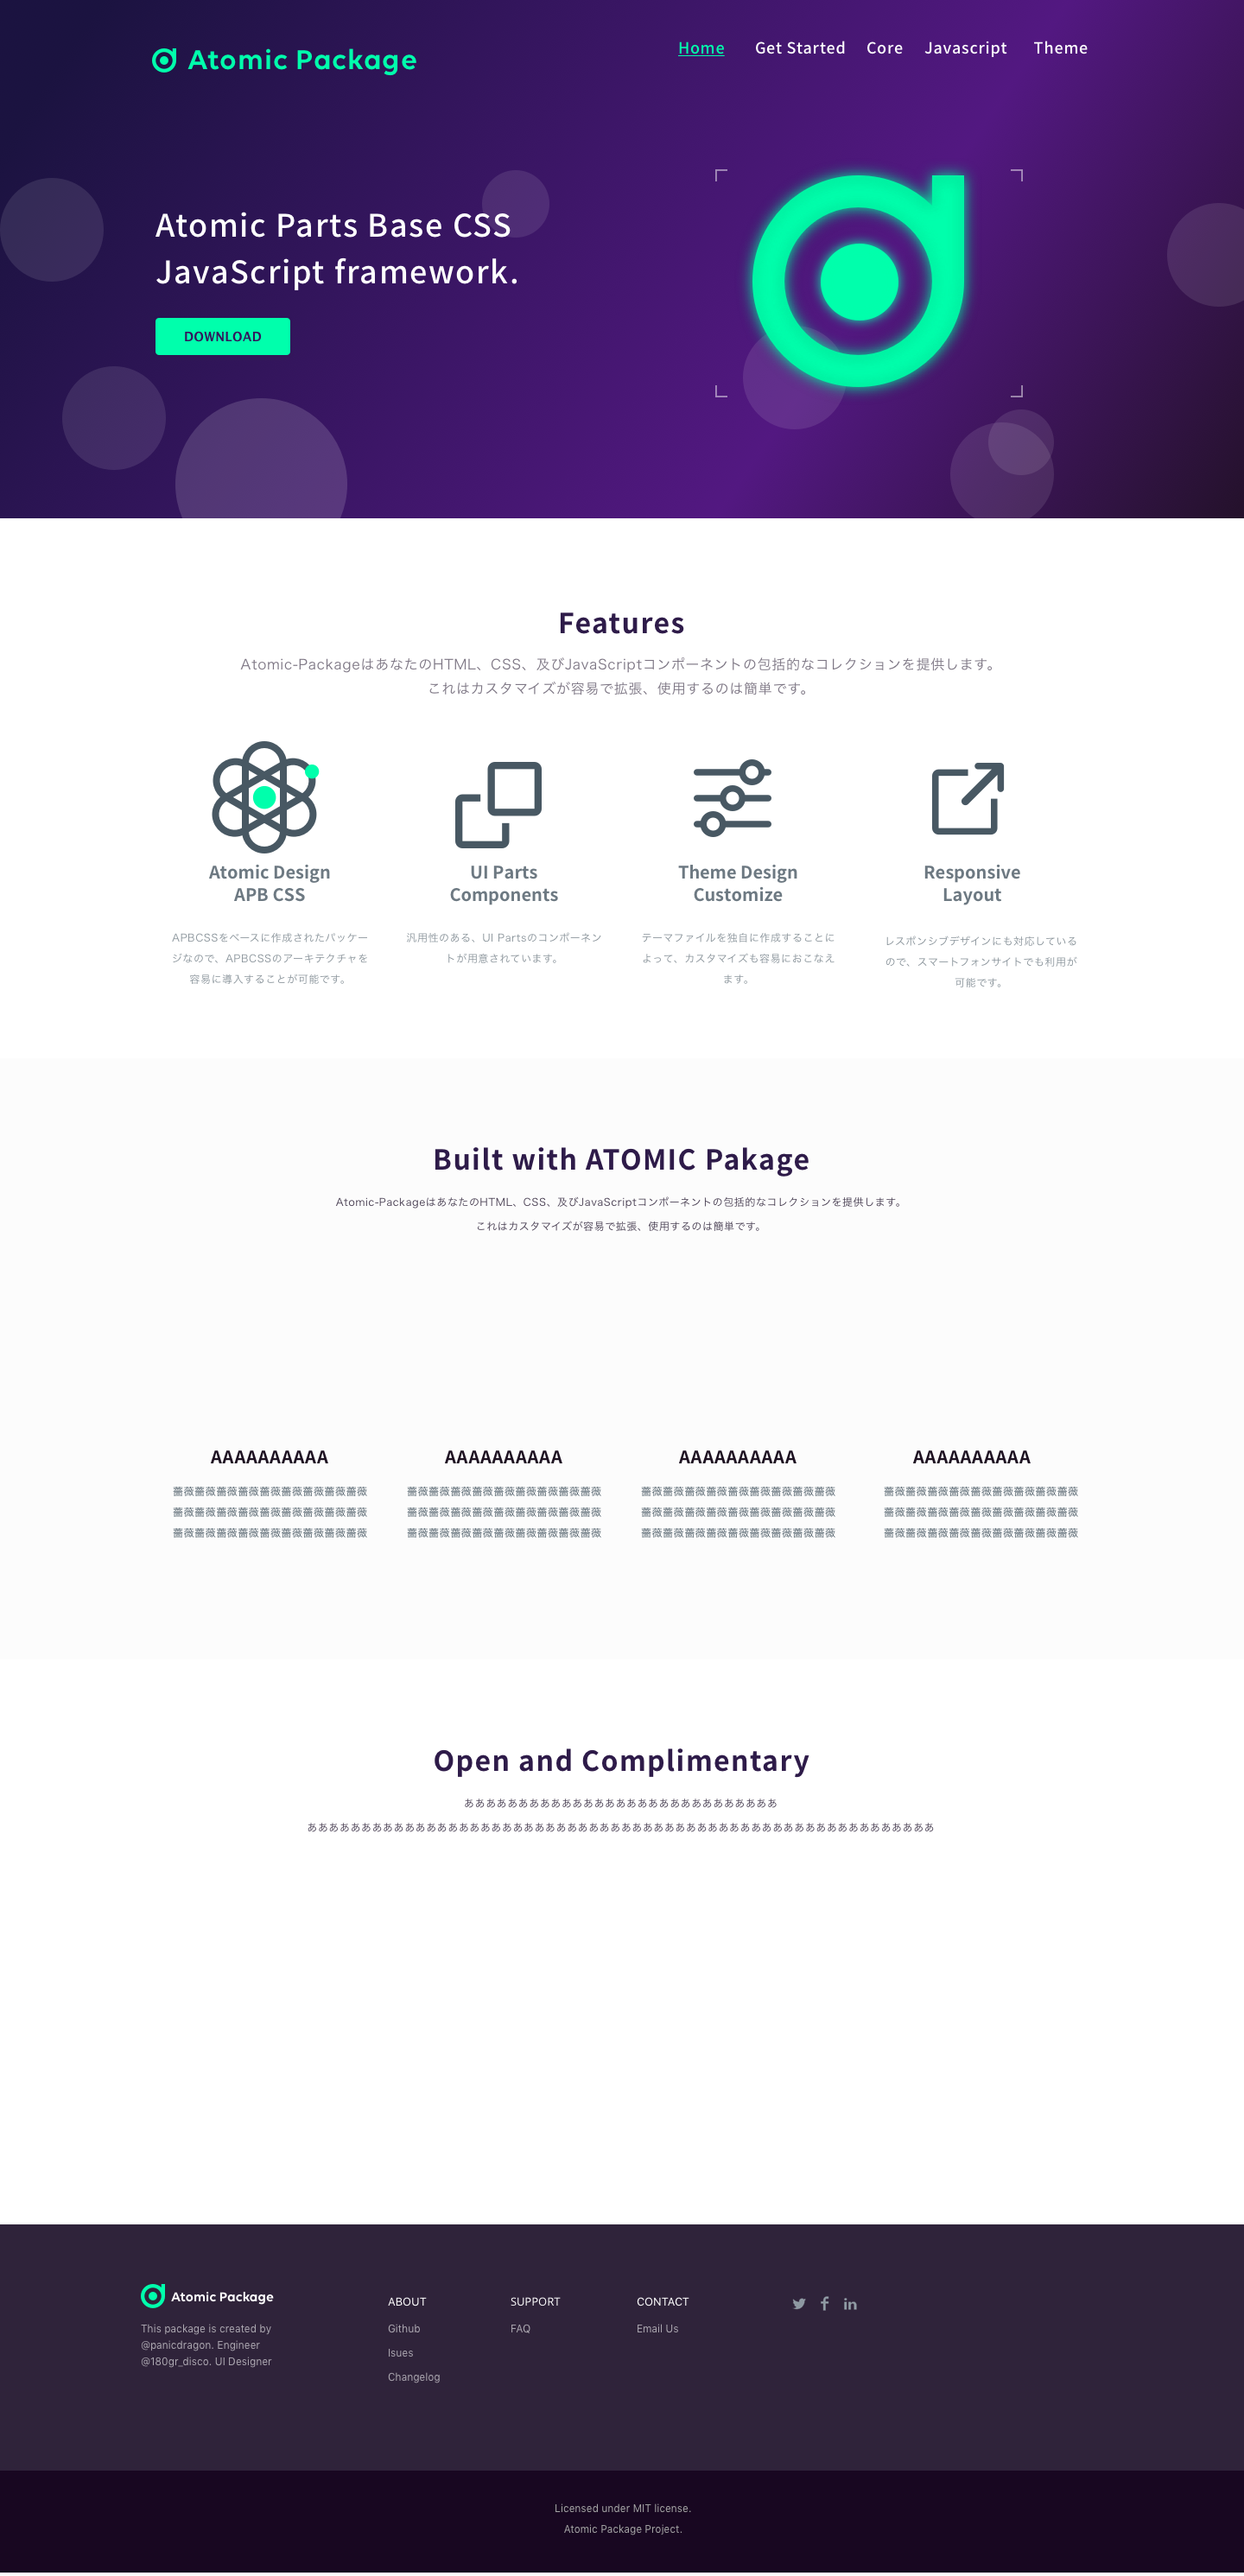 Atomic Package
Home Get Started Core Javascript Theme
Atomic Parts Base CSS
JavaScript framework.
DOWNLOAD
Features
Atomic-PackageはあなたのHTML、CSS、及びJavaScriptコンポーネントの包括的なコレクションを提供します。
これはカスタマイズが容易で拡張、使用するのは簡単です。
Atomic Design
APB CSS
APBCSSをベースに作成されたパッケー
ジなので、APBCSSのアーキテクチャを
容易に導入することが可能です。
UI Parts
Components
汎用性のある、UI Partsのコンポーネン
トが用意されています。
Theme Design
Customize
テーマファイルを独自に作成することに
よって、カスタマイズも容易におこなえ
ます。
Responsive
Layout
レスポンシブデザインにも対応している
ので、スマートフォンサイトでも利用が
可能です。
Built with ATOMIC Pakage
Atomic-PackageはあなたのHTML、CSS、及びJavaScriptコンポーネントの包括的なコレクションを提供します。
これはカスタマイズが容易で拡張、使用するのは簡単です。
AAAAAAAAAA
薔薇薔薇薔薇薔薇薔薇薔薇薔薇薔薇薔薇
薔薇薔薇薔薇薔薇薔薇薔薇薔薇薔薇薔薇
薔薇薔薇薔薇薔薇薔薇薔薇薔薇薔薇薔薇
AAAAAAAAAA
薔薇薔薇薔薇薔薇薔薇薔薇薔薇薔薇薔薇
薔薇薔薇薔薇薔薇薔薇薔薇薔薇薔薇薔薇
薔薇薔薇薔薇薔薇薔薇薔薇薔薇薔薇薔薇
AAAAAAAAAA
薔薇薔薇薔薇薔薇薔薇薔薇薔薇薔薇薔薇
薔薇薔薇薔薇薔薇薔薇薔薇薔薇薔薇薔薇
薔薇薔薇薔薇薔薇薔薇薔薇薔薇薔薇薔薇
AAAAAAAAAA
薔薇薔薇薔薇薔薇薔薇薔薇薔薇薔薇薔薇
薔薇薔薇薔薇薔薇薔薇薔薇薔薇薔薇薔薇
薔薇薔薇薔薇薔薇薔薇薔薇薔薇薔薇薔薇
Open and Complimentary
あああああああああああああああああああああああああああああ
ああああああああああああああああああああああああああああああああああああああああああああああああああああああああああ
Atomic Package
This package is created by
@panicdragon. Engineer
@180gr_disco. UI Designer
ABOUT
Github
Isues
Changelog
SUPPORT
FAQ
CONTACT
Email Us
Licensed under MIT license.
Atomic Package Project.